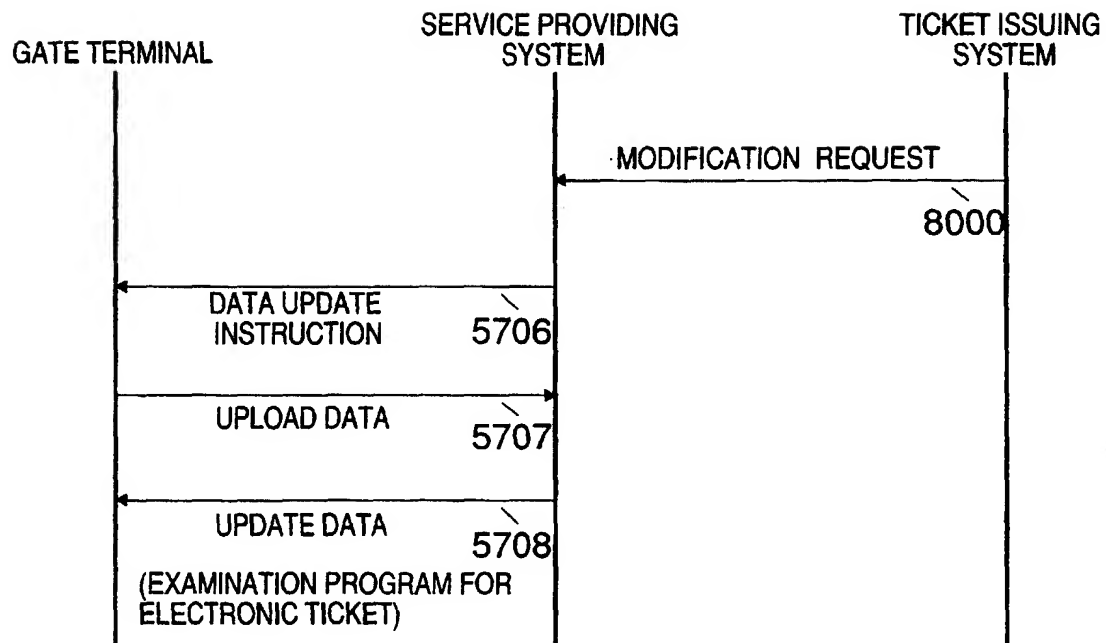 GATE TERMINAL
SERVICE PROVIDING
SYSTEM
TICKET ISSUING
SYSTEM
MODIFICATION REQUEST
8000
DATA UPDATE
INSTRUCTION
5706
UPLOAD DATA
5707
UPDATE DATA
5708
(EXAMINATION PROGRAM FOR
ELECTRONIC TICKET)